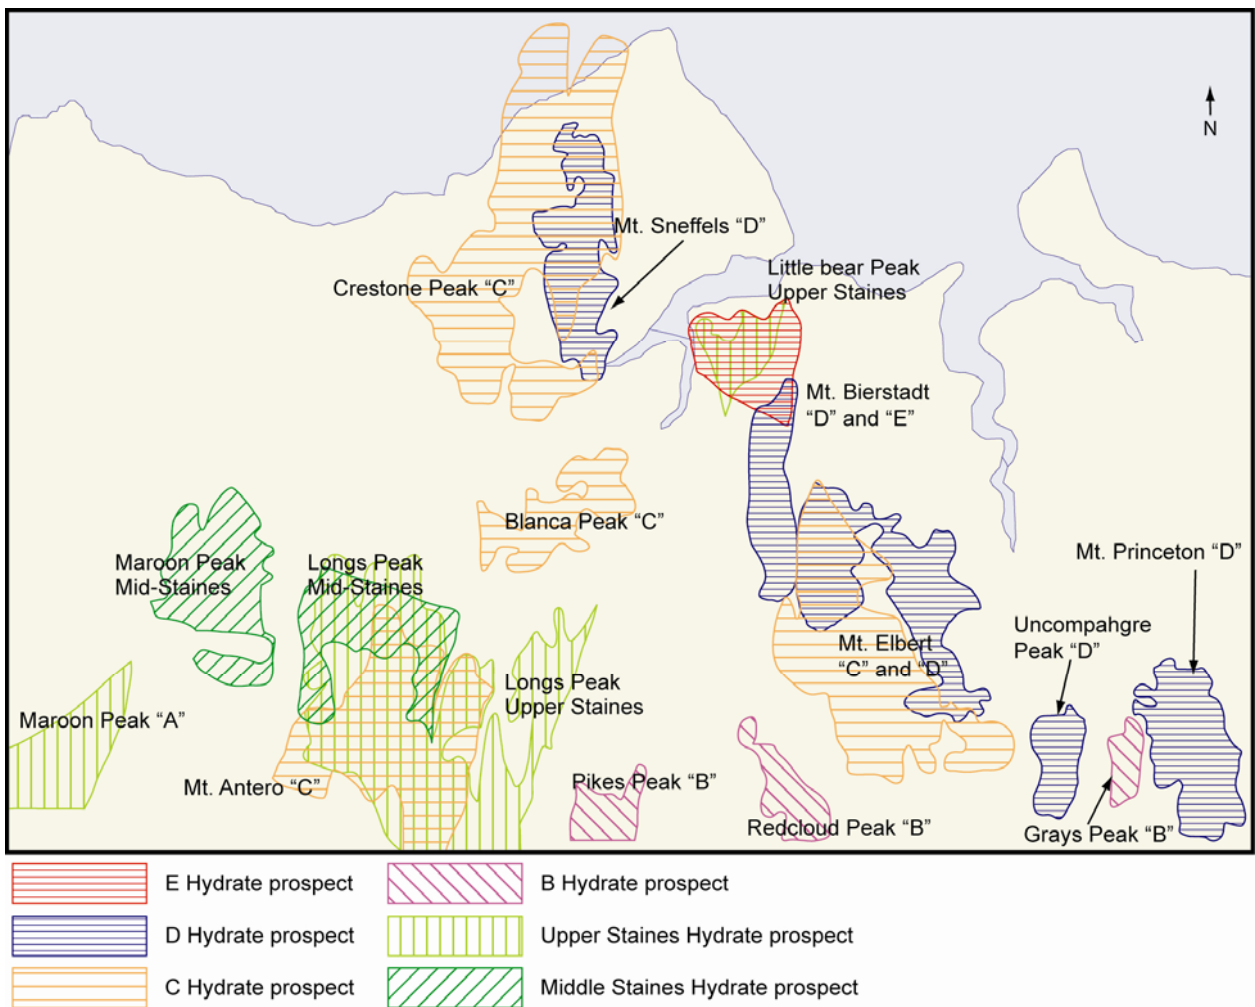 N
Mt. Sneffels “D”
Crestone Peak “C”
Little bear Peak
Upper Staines
Mt. Bierstadt
“D” and “E”
Blanca Peak “C”
Maroon Peak
Mid-Staines
Longs Peak
Mid-Staines
Mt. Princeton “D”
Uncompahgre
Peak “D”
Mt. Elbert
“C” and “D”
Longs Peak
Upper Staines
Maroon Peak “A”
Mt. Antero “C”
Pikes Peak “B”
Redcloud Peak “B”
Grays Peak “B”
E Hydrate prospect
B Hydrate prospect
D Hydrate prospect
Upper Staines Hydrate prospect
C Hydrate prospect
Middle Staines Hydrate prospect